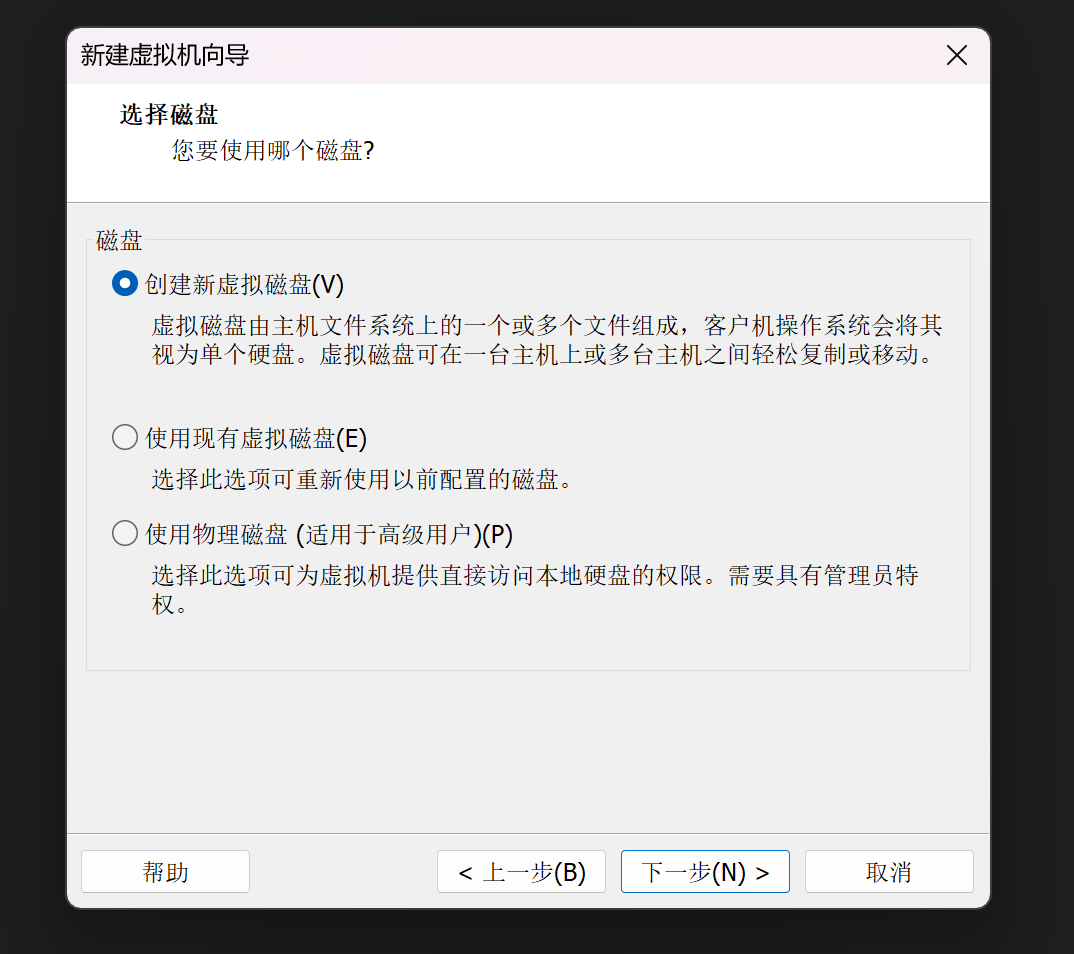 新建虚拟机向导
选择磁盘
您要使用哪个磁盘?
磁盘
创建新虚拟磁盘(V)
虚拟磁盘由主机文件系统上的一个或多个文件组成，客户机操作系统会将其
视为单个硬盘。虚拟磁盘可在一台主机上或多台主机之间轻松复制或移动。
使用现有虚拟磁盘(E)
选择此选项可重新使用以前配置的磁盘。
使用物理磁盘 (适用于高级用户)(P)
选择此选项可为虚拟机提供直接访问本地硬盘的权限。需要具有管理员特
权。
帮助
< 上一步(B)
下一步(N) >
取消